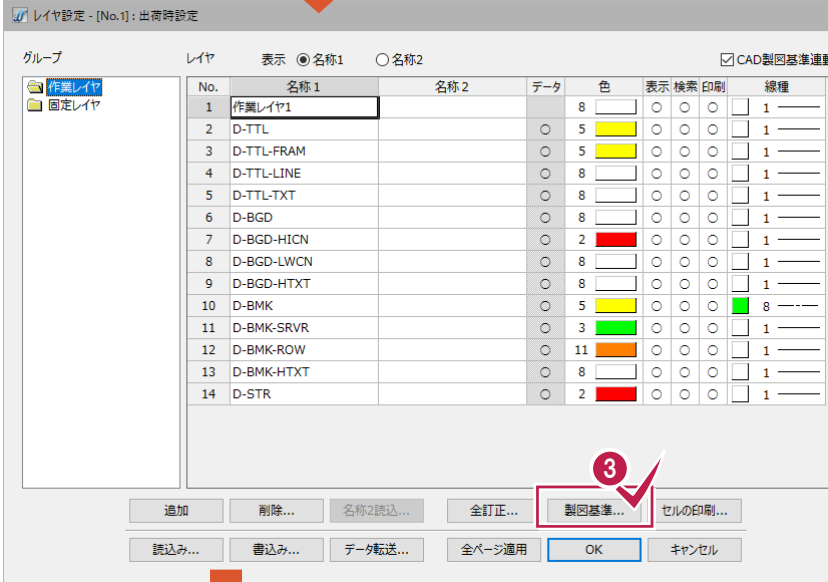 レイヤ設定 - [No.1] : 出荷時設定
グループ レイヤ 表示 名称1 名称2 CAD製図基準連動
作業レイヤ
固定レイヤ
No. 名称1 名称2 データ 色 表示 検索 印刷 線種
1 作業レイヤ1 8 ○ ○ ○ 1
2 D-TTL ○ 5 ○ ○ ○ 1
3 D-TTL-FRAM ○ 5 ○ ○ ○ 1
4 D-TTL-LINE ○ 8 ○ ○ ○ 1
5 D-TTL-TXT ○ 8 ○ ○ ○ 1
6 D-BGD ○ 8 ○ ○ ○ 1
7 D-BGD-HICN ○ 2 ○ ○ ○ 1
8 D-BGD-LWCN ○ 8 ○ ○ ○ 1
9 D-BGD-HTXT ○ 8 ○ ○ ○ 1
10 D-BMK ○ 5 ○ ○ ○ 8
11 D-BMK-SRVR ○ 3 ○ ○ ○ 1
12 D-BMK-ROW ○ 11 ○ ○ ○ 1
13 D-BMK-HTXT ○ 8 ○ ○ ○ 1
14 D-STR ○ 2 ○ ○ ○ 1
3
追加 削除... 名称2読込... 全訂正... 製図基準... セルの印刷...
読込み... 書込み... データ転送... 全ページ適用 OK キャンセル